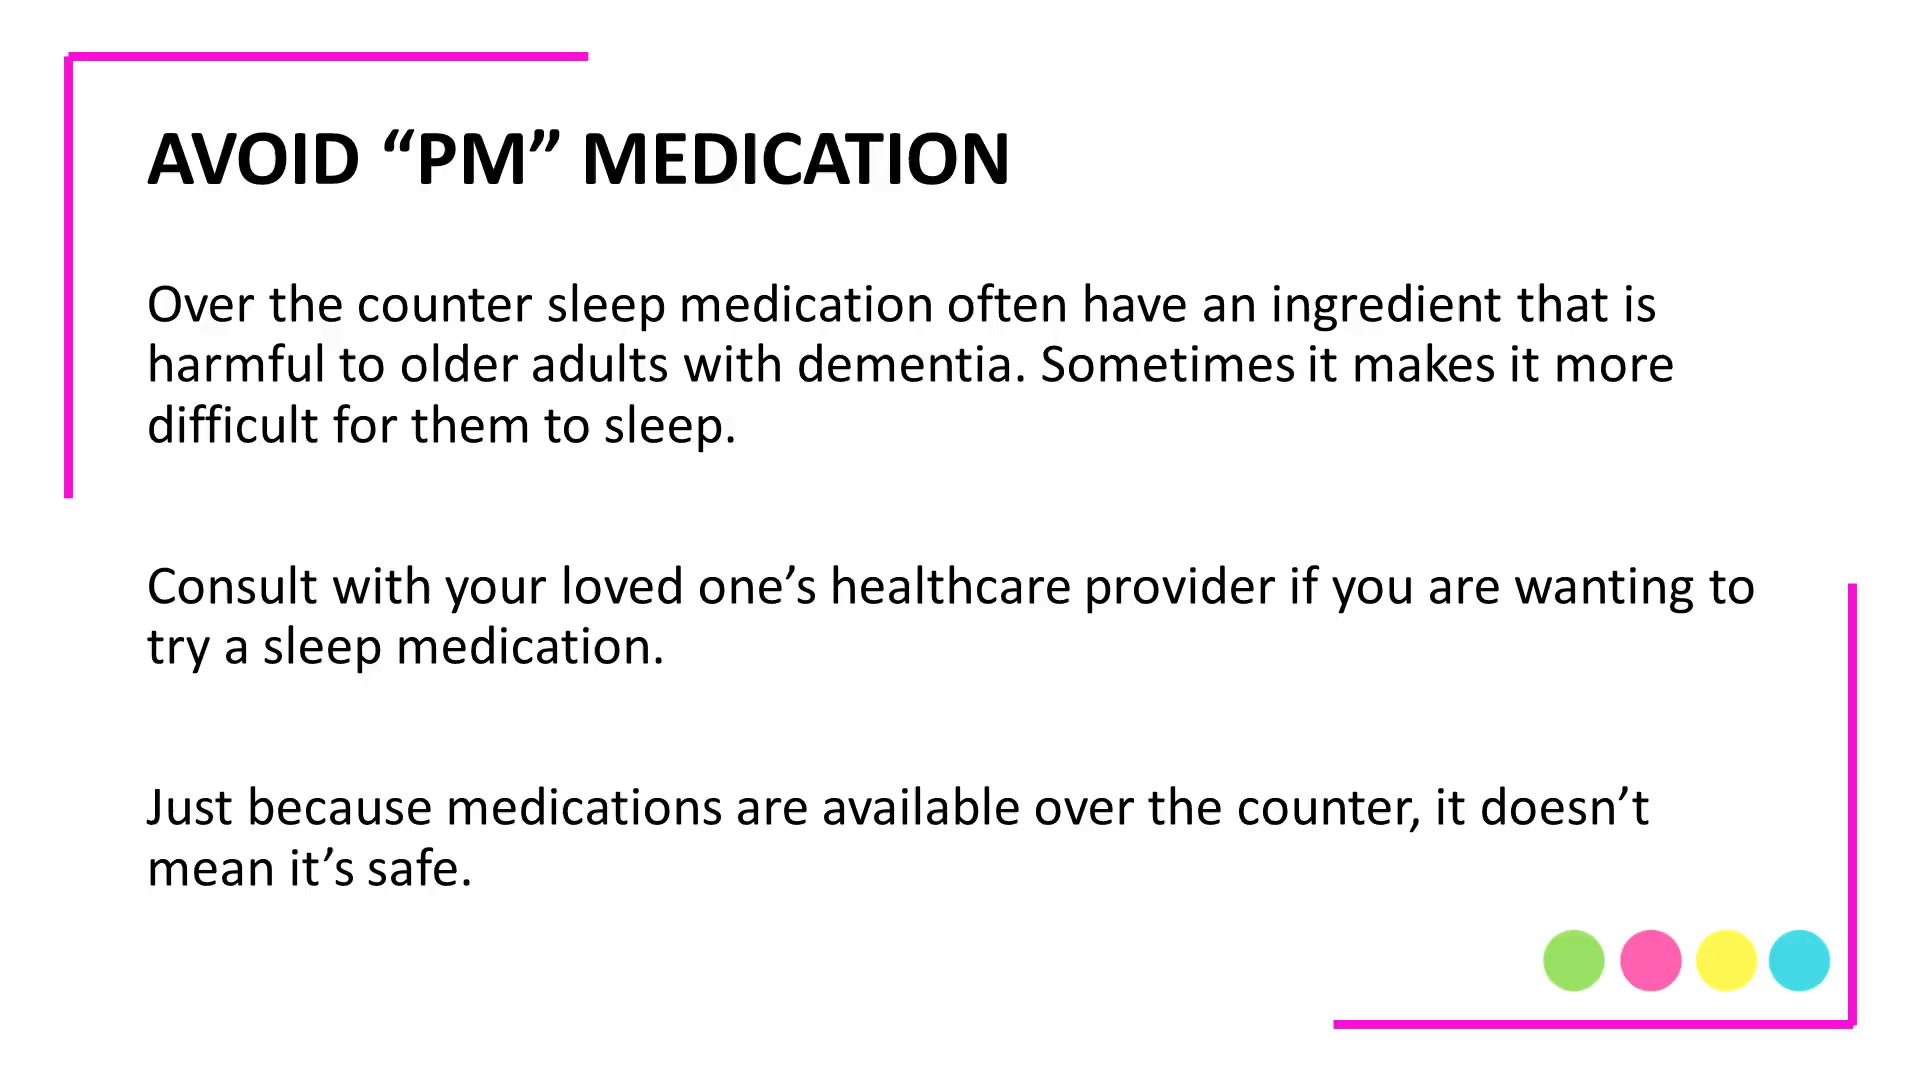 AVOID “PM” MEDICATION
Over the counter sleep medication often have an ingredient that is
harmful to older adults with dementia. Sometimes it makes it more
difficult for them to sleep.
Consult with your loved one’s healthcare provider if you are wanting to
try a sleep medication.
Just because medications are available over the counter, it doesn’t
mean it’s safe.